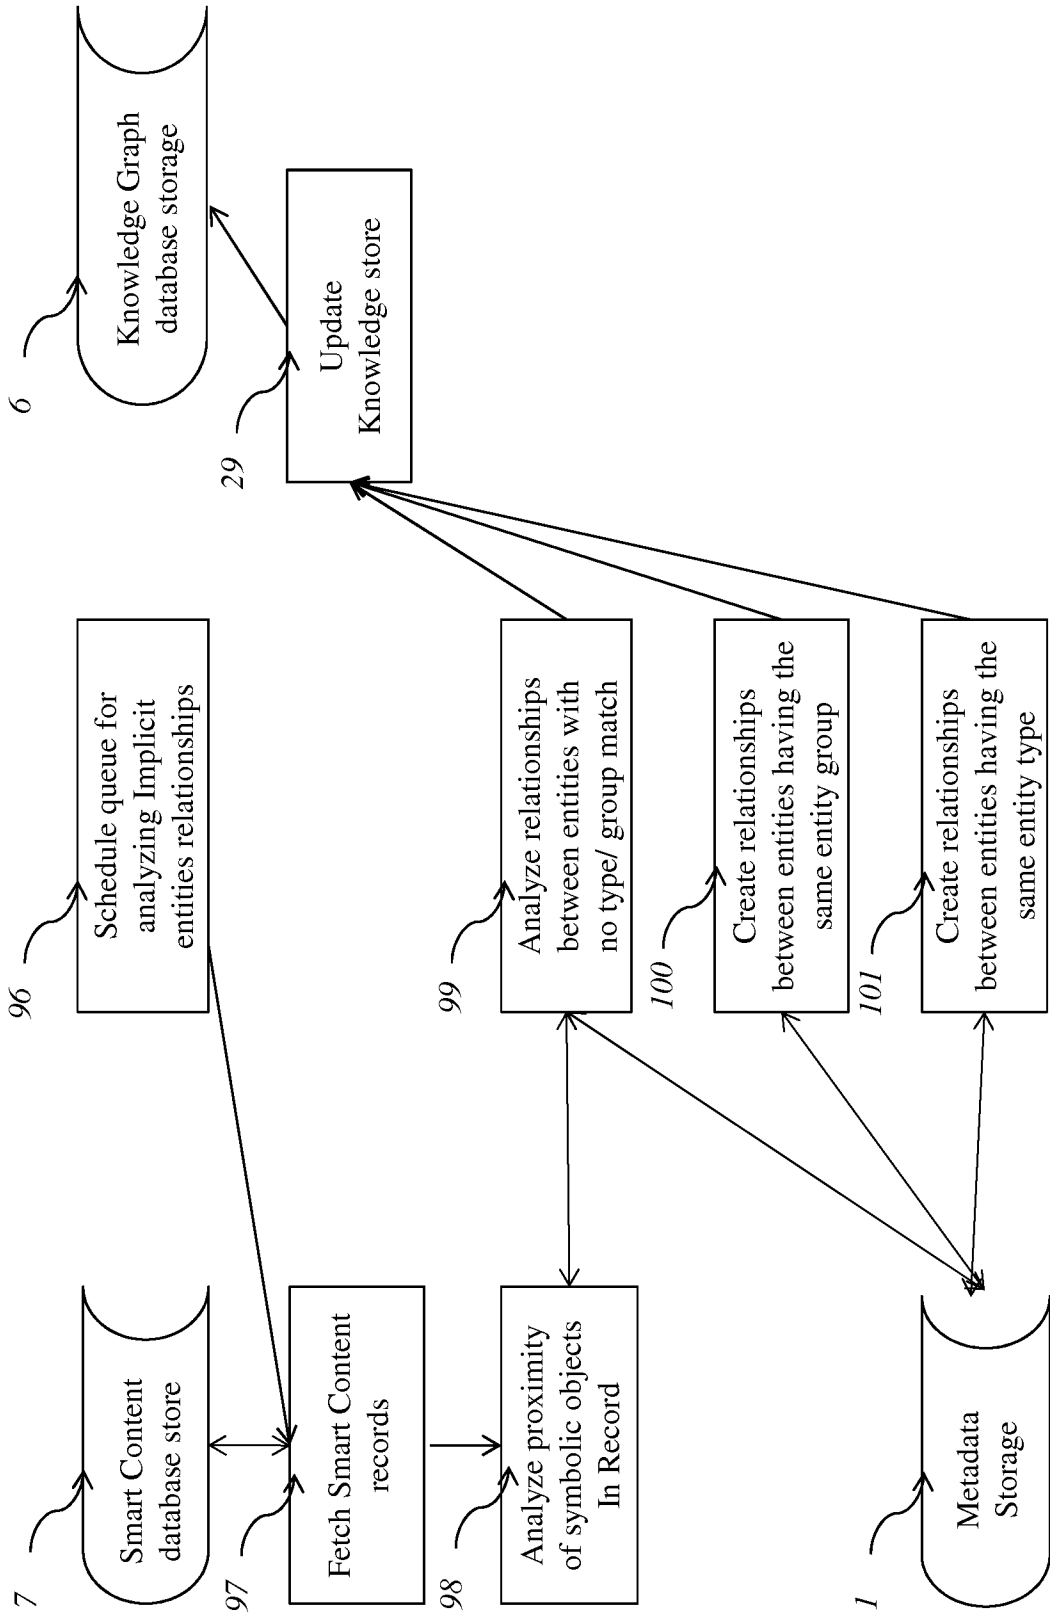 7
Smart Content
database store
96
Schedule queue for
analyzing Implicit
entities relationships
6
Knowledge Graph
database storage
97
Fetch Smart Content
records
29
Update
Knowledge store
98
Analyze proximity
of symbolic objects
In Record
99
Analyze relationships
between entities with
no type/ group match
100
Create relationships
between entities having the
same entity group
1
Metadata
Storage
101
Create relationships
between entities having the
same entity type